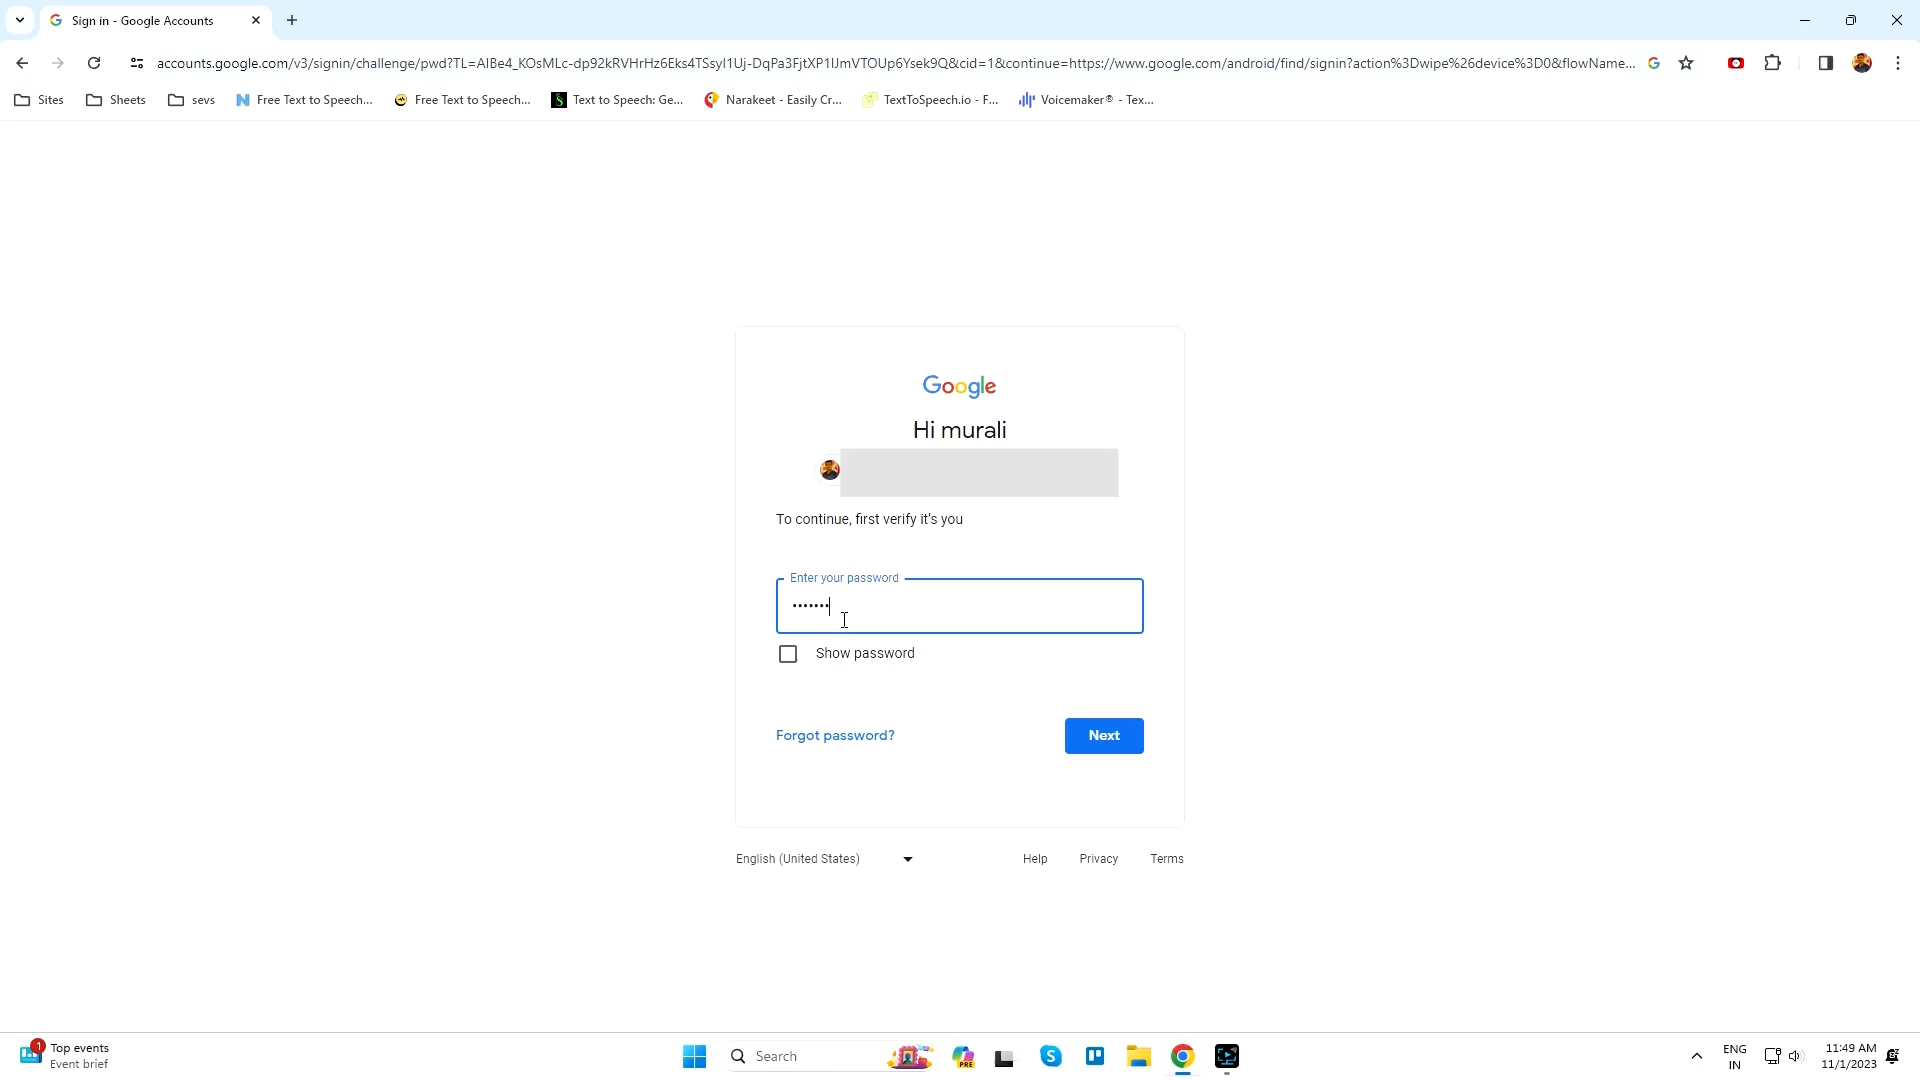 Sign in - Google Accounts
accounts.google.com/v3/signin/challenge/pwd?TL=AIBe4_KOsMLc-dp92kRVHrHz6Eks4TSsyI1Uj-DqPa3FjtXP1IJmVTOUp6Ysek9Q&cid=1&continue=https://www.google.com/android/find/signin?action%3Dwipe%26device%3D0&flowName...
Sites Sheets sevs Free Text to Speech... Free Text to Speech... Text to Speech: Ge... Narakeet - Easily Cr... TextToSpeech.io - F... Voicemaker® - Tex...
Google
Hi murali
To continue, first verify it's you
Enter your password
•••••••
Show password
Forgot password? Next
English (United States) Help Privacy Terms
1 Top events
Event brief
Search
PRE
ENG
IN
11:49 AM
11/1/2023